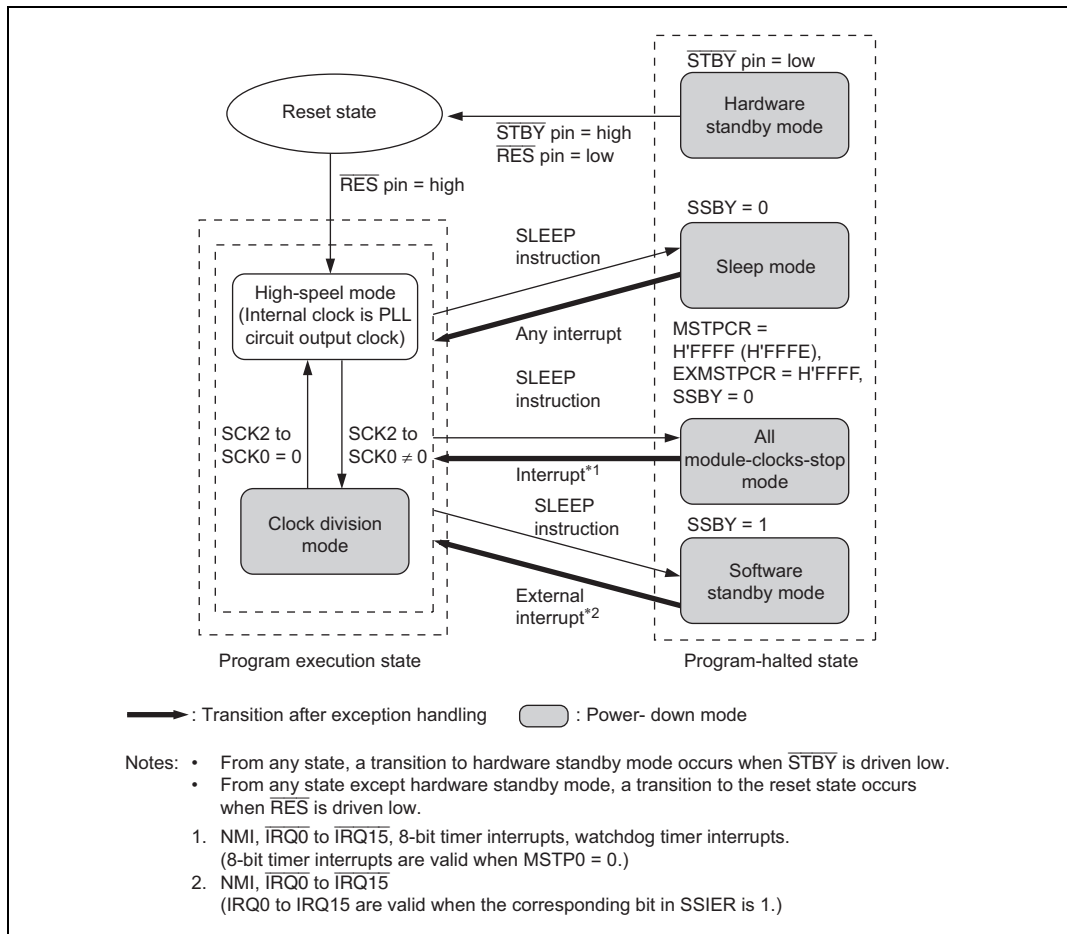 STBY pin = low
Hardware
standby mode
Reset state
STBY pin = high
RES pin = low
RES pin = high
SSBY = 0
SLEEP
instruction
Sleep mode
High-speel mode
(Internal clock is PLL
circuit output clock)
Any interrupt
MSTPCR =
H'FFFF (H'FFFE),
EXMSTPCR = H'FFFF,
SSBY = 0
SLEEP
instruction
SCK2 to
SCK0 = 0
SCK2 to
SCK0 ≠ 0
All
module-clocks-stop
mode
Interrupt*1
SLEEP
instruction
SSBY = 1
Clock division
mode
Software
standby mode
External
interrupt*2
Program execution state
Program-halted state
: Transition after exception handling
: Power- down mode
Notes: • From any state, a transition to hardware standby mode occurs when STBY is driven low.
• From any state except hardware standby mode, a transition to the reset state occurs
when RES is driven low.
1. NMI, IRQ0 to IRQ15, 8-bit timer interrupts, watchdog timer interrupts.
(8-bit timer interrupts are valid when MSTP0 = 0.)
2. NMI, IRQ0 to IRQ15
(IRQ0 to IRQ15 are valid when the corresponding bit in SSIER is 1.)